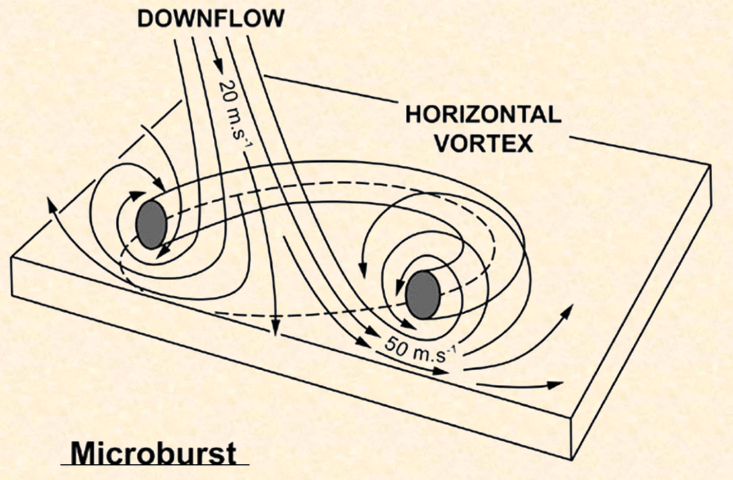 DOWNFLOW
20 m.s⁻¹
HORIZONTAL
VORTEX
50 m.s⁻¹
Microburst